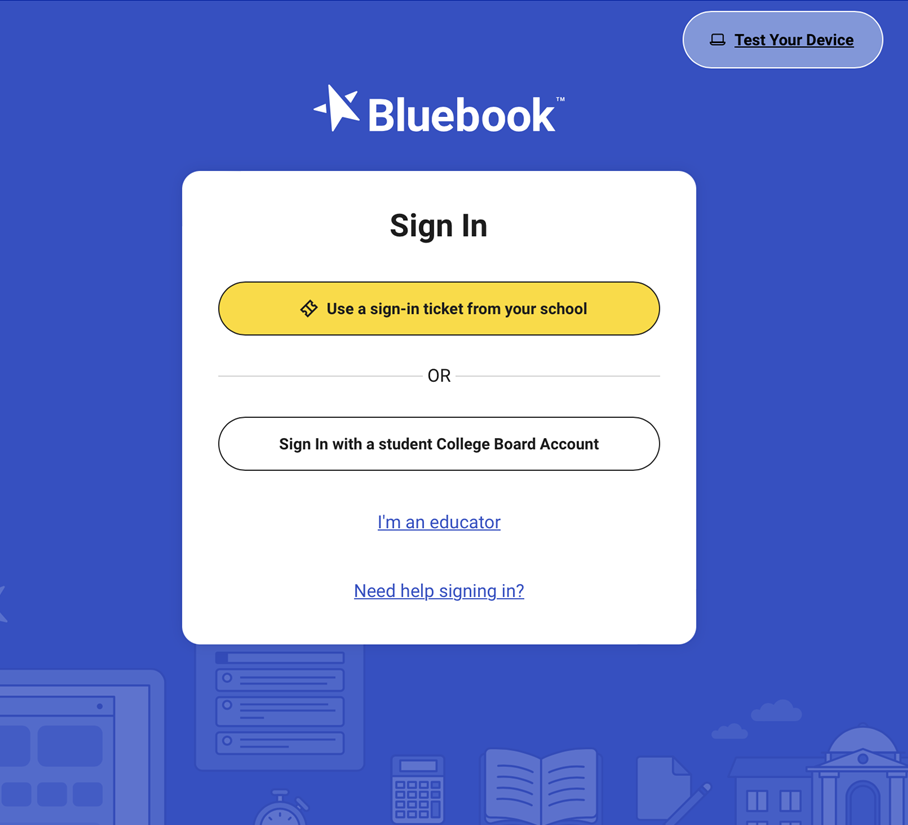 Test Your Device
Bluebook™
Sign In
Use a sign-in ticket from your school
OR
Sign In with a student College Board Account
I'm an educator
Need help signing in?